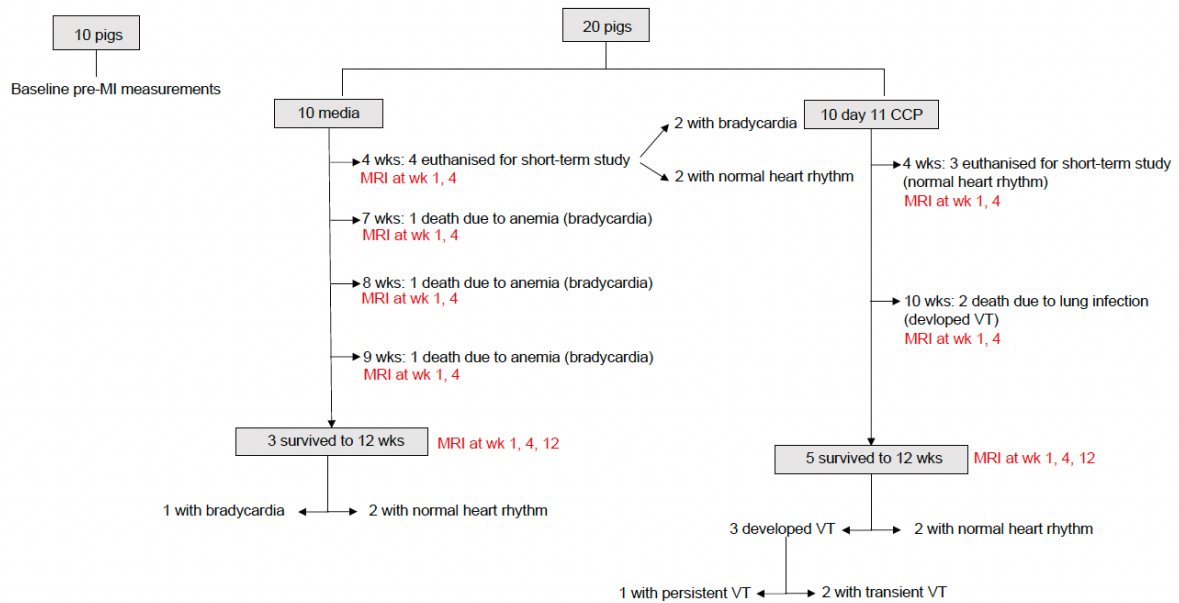 10 pigs
20 pigs
Baseline pre-MI measurements
10 media
10 day 11 CCP
2 with bradycardia
4 wks: 4 euthanised for short-term study
MRI at wk 1, 4
2 with normal heart rhythm
4 wks: 3 euthanised for short-term study
(normal heart rhythm)
MRI at wk 1, 4
7 wks: 1 death due to anemia (bradycardia)
MRI at wk 1, 4
8 wks: 1 death due to anemia (bradycardia)
MRI at wk 1, 4
10 wks: 2 death due to lung infection
(devloped VT)
MRI at wk 1, 4
9 wks: 1 death due to anemia (bradycardia)
MRI at wk 1, 4
3 survived to 12 wks
MRI at wk 1, 4, 12
5 survived to 12 wks
MRI at wk 1, 4, 12
1 with bradycardia
2 with normal heart rhythm
3 developed VT
2 with normal heart rhythm
1 with persistent VT
2 with transient VT